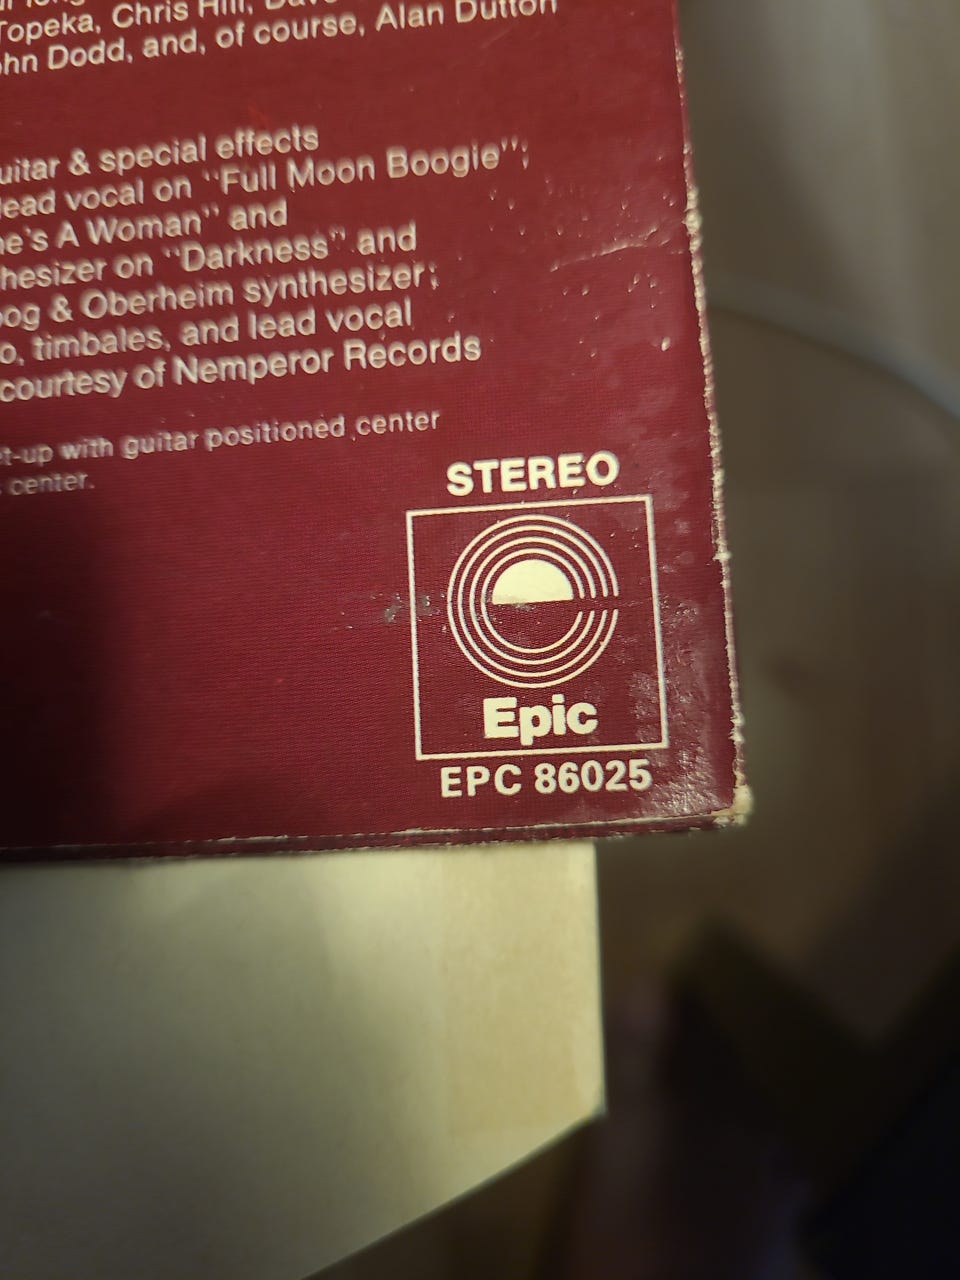 Topeka, Chris Hill, Dave
ohn Dodd, and, of course, Alan Dutton
uitar & special effects
lead vocal on "Full Moon Boogie";
he's A Woman" and
hesizer on "Darkness" and
oog & Oberheim synthesizer;
o, timbales, and lead vocal
courtesy of Nemperor Records
t-up with guitar positioned center
center.
STEREO
Epic
EPC 86025